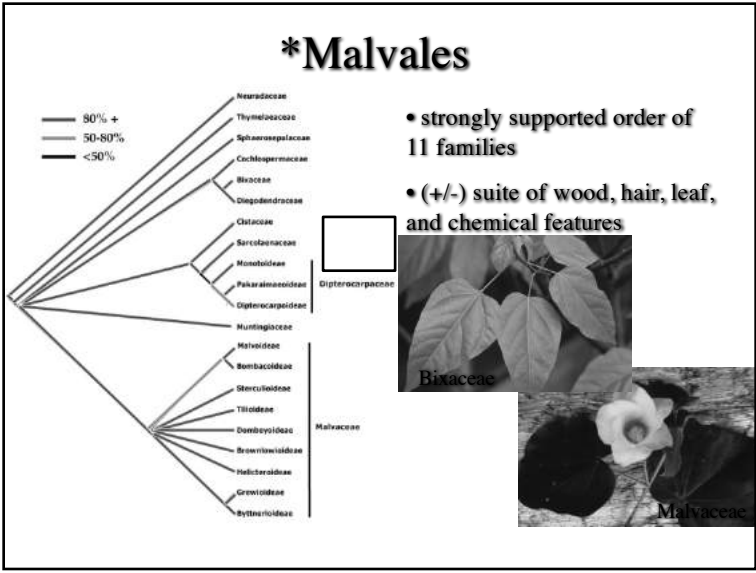 *Malvales
80% +
50-80%
<50%
Neuradaceae
Thymelaeaceae
Sphaerosepalaceae
Cochlospermaceae
Bixaceae
Diegodendraceae
Cistaceae
Sarcolaenaceae
Monotoideae
Pakaraimaeoideae
Dipterocarpoideae
Dipterocarpaceae
Muntingiaceae
Malvoideae
Bombacoideae
Sterculioideae
Tilioideae
Dombeyoideae
Brownlowioideae
Helicteroideae
Grewioideae
Byttnerioideae
Malvaceae
• strongly supported order of
11 families
• (+/-) suite of wood, hair, leaf,
and chemical features
Bixaceae
Malvaceae